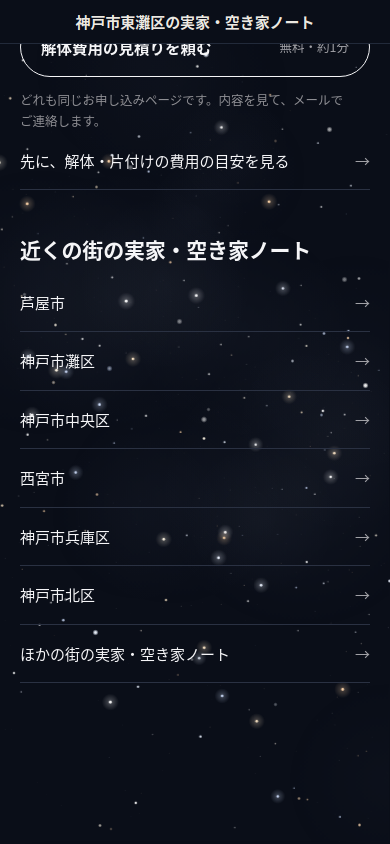 神戸市東灘区の実家・空き家ノート
解体費用の見積りを頼む
無料・約1分
どれも同じお申し込みページです。内容を見て、メールで
ご連絡します。
先に、解体・片付けの費用の目安を見る →
近くの街の実家・空き家ノート
芦屋市 →
神戸市灘区 →
神戸市中央区 →
西宮市 →
神戸市兵庫区 →
神戸市北区 →
ほかの街の実家・空き家ノート →